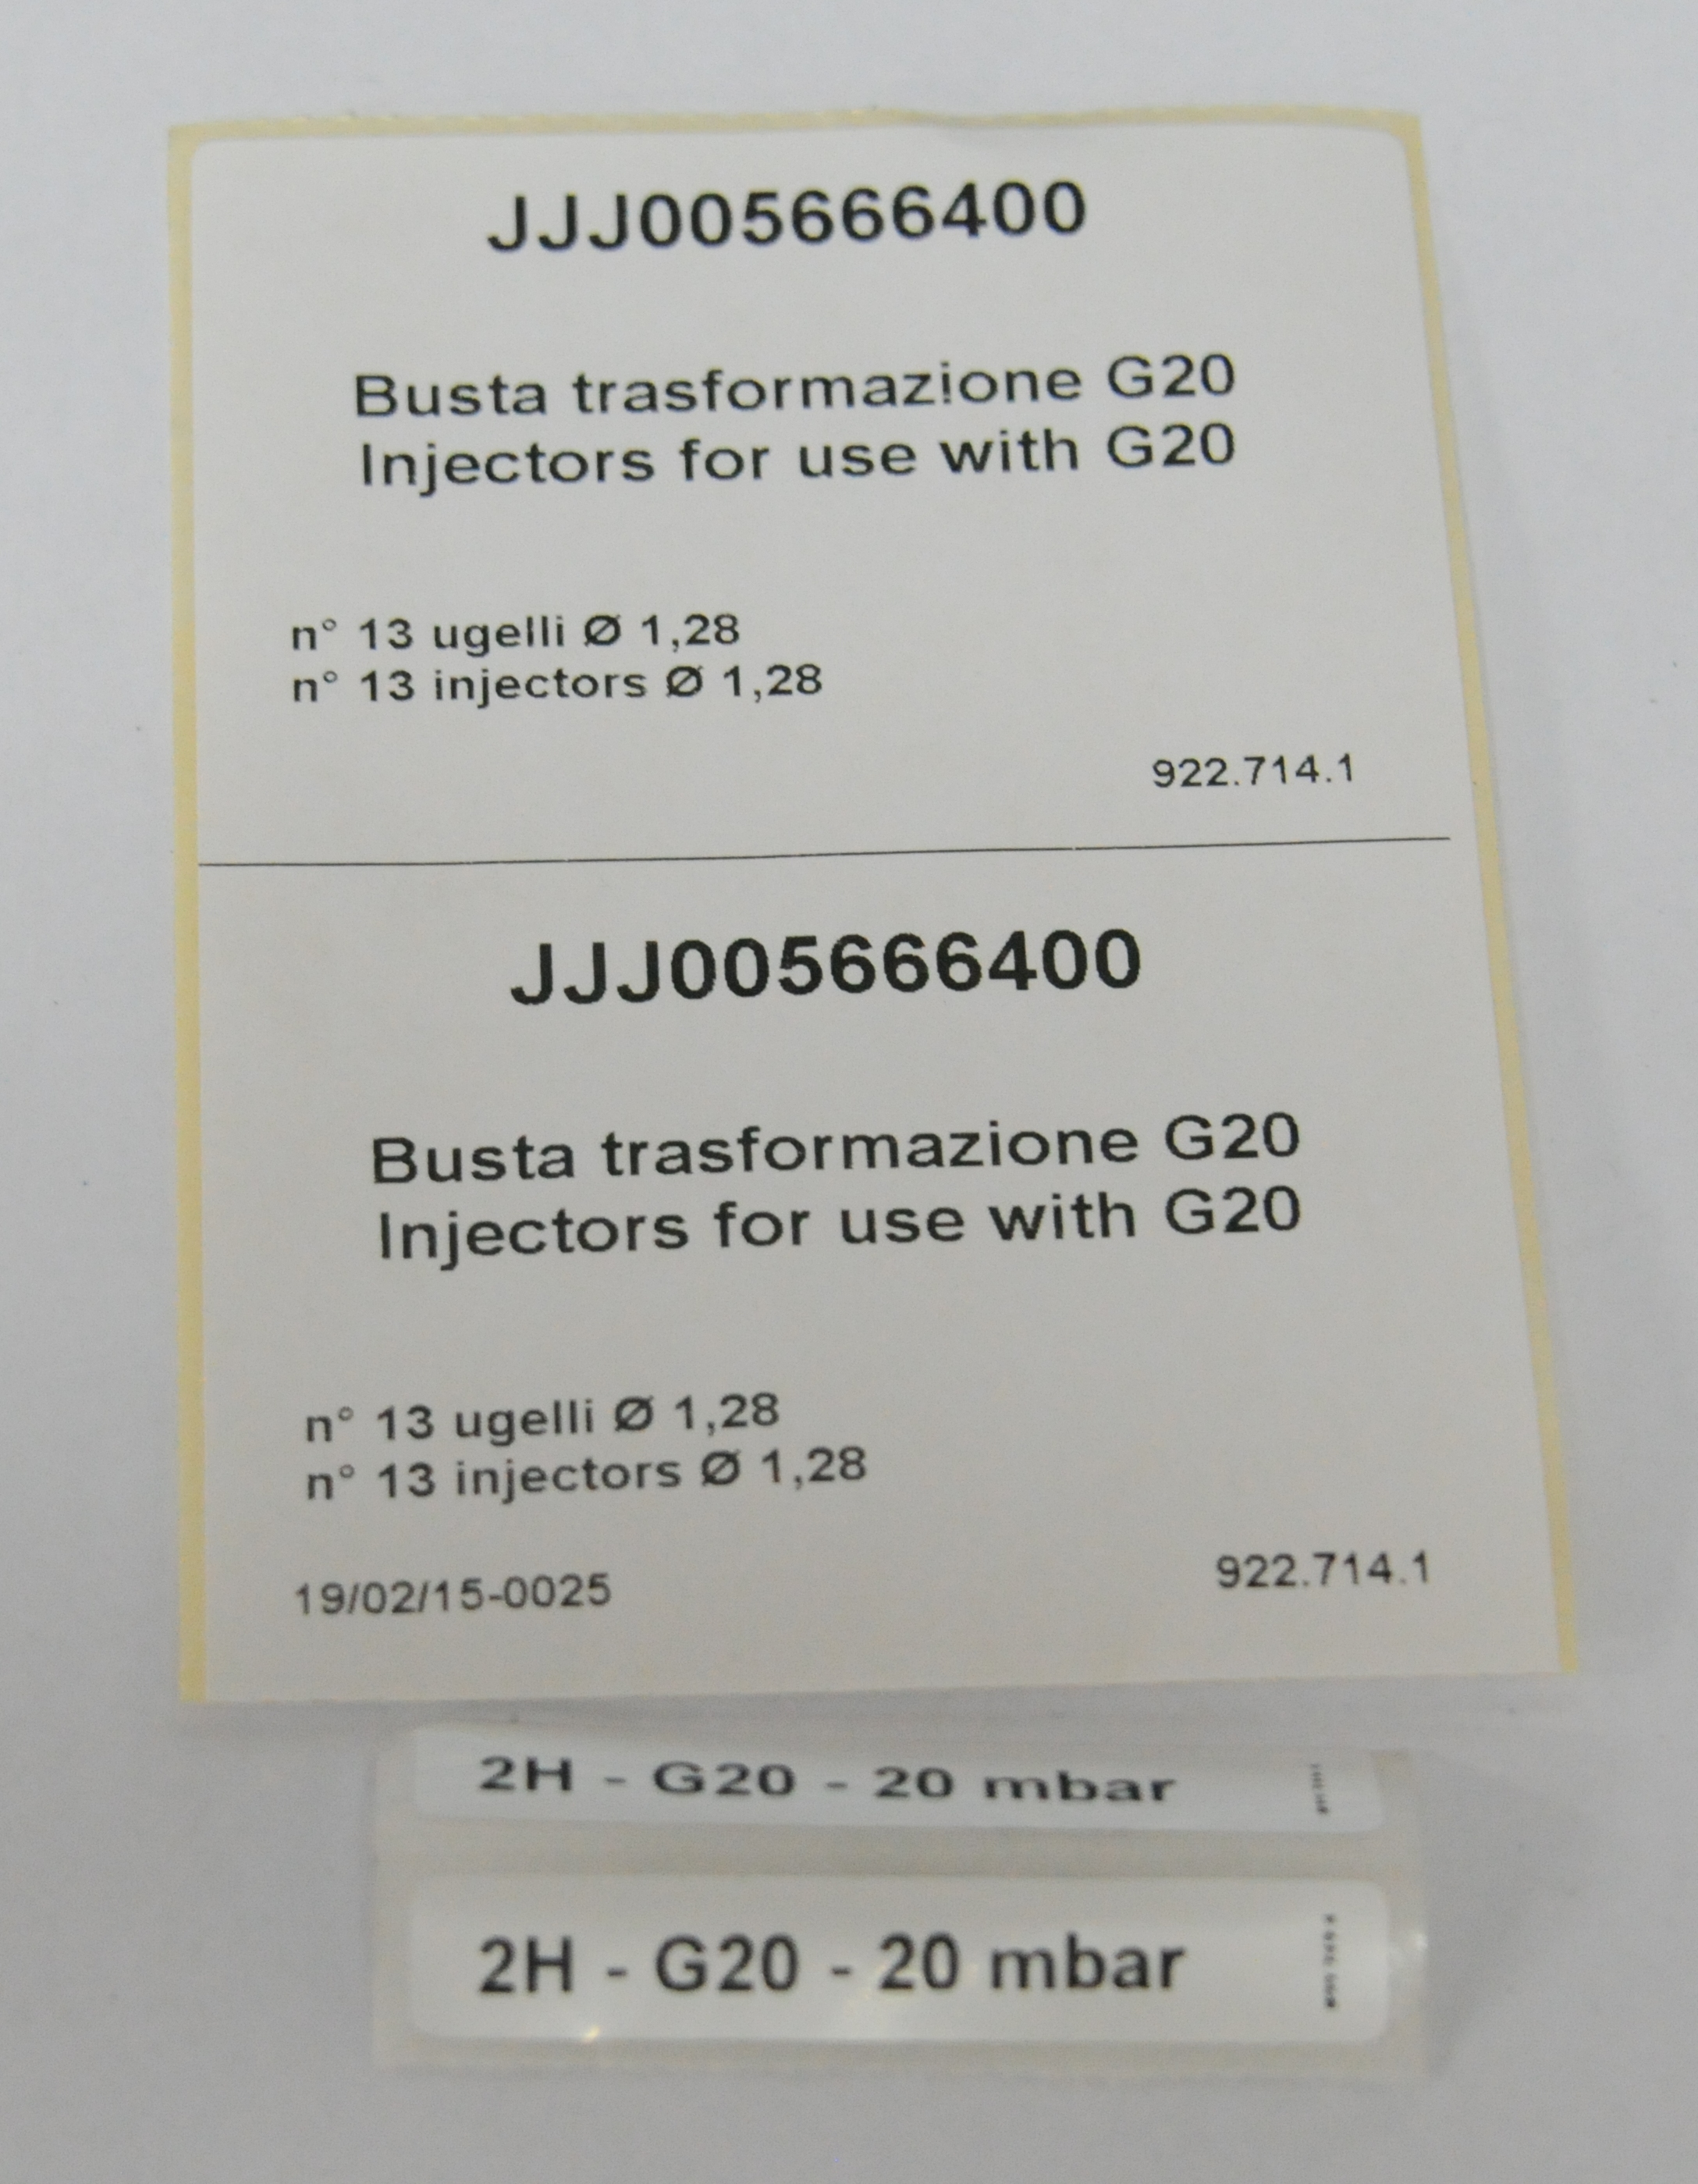 JJJ005666400
Busta trasformazione G20
Injectors for use with G20
n° 13 ugelli Ø 1,28
n° 13 injectors Ø 1,28
922.714.1
JJJ005666400
Busta trasformazione G20
Injectors for use with G20
n° 13 ugelli Ø 1,28
n° 13 injectors Ø 1,28
19/02/15-0025
922.714.1
2H - G20 - 20 mbar
2H - G20 - 20 mbar